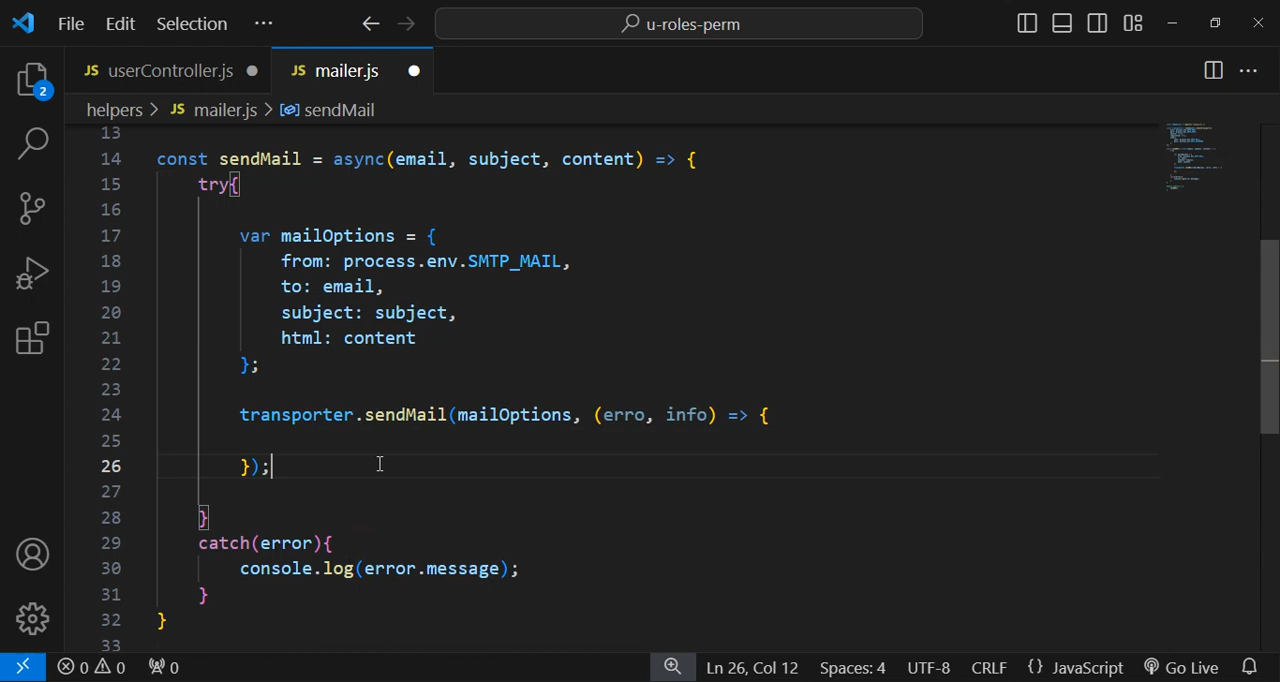 File Edit Selection ··· u-roles-perm
JS userController.js JS mailer.js
helpers > JS mailer.js > sendMail
13
14 const sendMail = async(email, subject, content) => {
15 try{
16
17 var mailOptions = {
18 from: process.env.SMTP_MAIL,
19 to: email,
20 subject: subject,
21 html: content
22 };
23
24 transporter.sendMail(mailOptions, (erro, info) => {
25
26 });
27
28 }
29 catch(error){
30 console.log(error.message);
31 }
32 }
33
2
0 0 0 Ln 26, Col 12 Spaces: 4 UTF-8 CRLF {} JavaScript Go Live